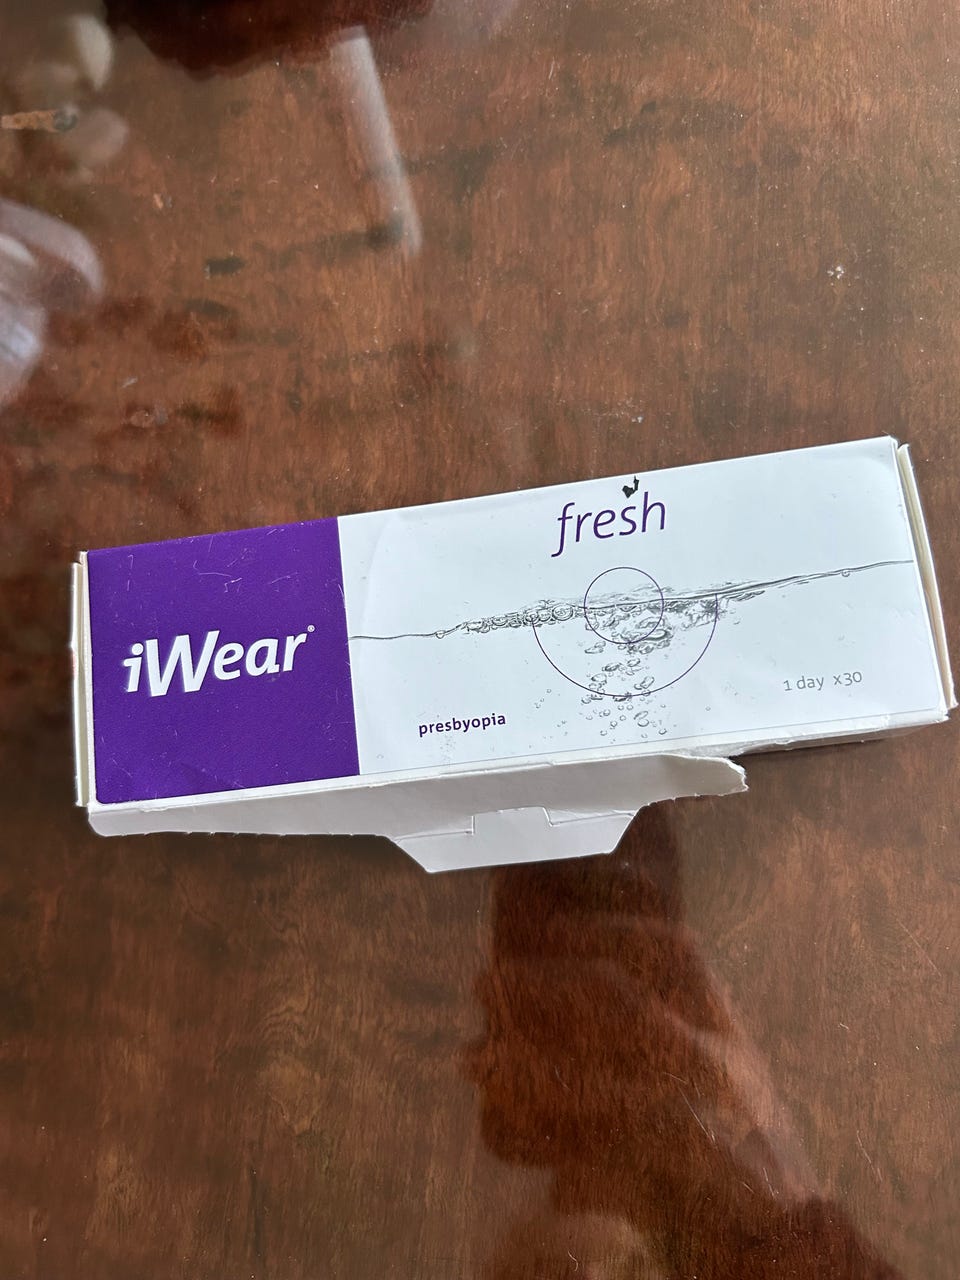 iWear®
fresh
presbyopia
1 day x30